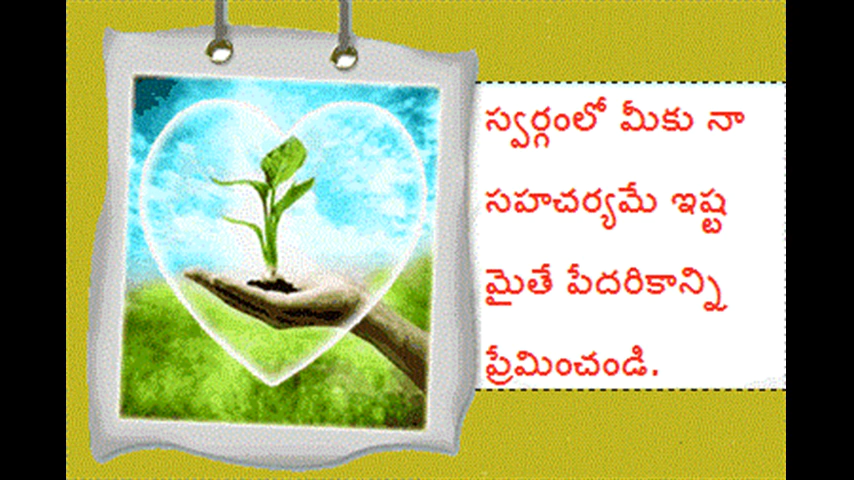 స్వర్గంలో మీకు నా
సహచర్యమే ఇష్ట
మైతే పేదరికాన్ని
ప్రేమించండి.